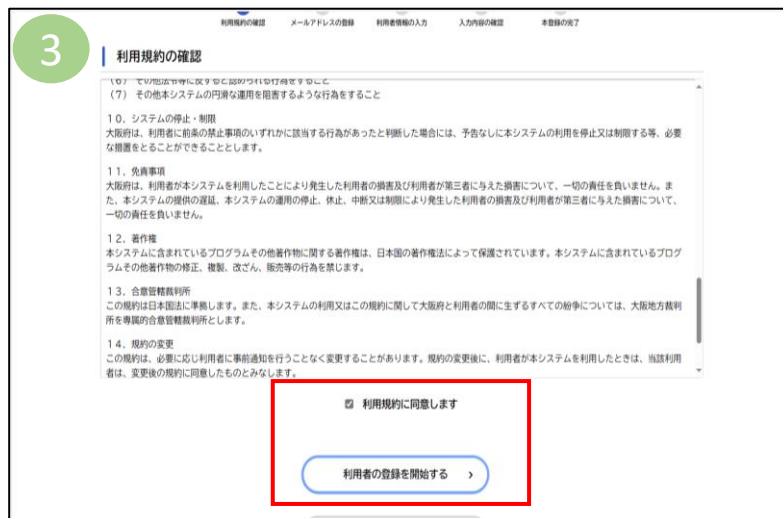 利用規約の確認　メールアドレスの登録　利用者情報の入力　入力内容の確認　本登録の完了
3
利用規約の確認
(6) その他法令等に反すると認められる行為をすること
(7) その他本システムの円滑な運用を阻害するような行為をすること
10．システムの停止・制限
大阪府は、利用者に前条の禁止事項のいずれかに該当する行為があったと判断した場合には、予告なしに本システムの利用を停止又は制限する等、必要
な措置をとることができることとします。
11．免責事項
大阪府は、利用者が本システムを利用したことにより発生した利用者の損害及び利用者が第三者に与えた損害について、一切の責任を負いません。ま
た、本システムの提供の遅延、本システムの運用の停止、休止、中断又は制限により発生した利用者の損害及び利用者が第三者に与えた損害について、
一切の責任を負いません。
12．著作権
本システムに含まれているプログラムその他著作物に関する著作権は、日本国の著作権法によって保護されています。本システムに含まれているプログ
ラムその他著作物の修正、複製、改ざん、販売等の行為を禁じます。
13．合意管轄裁判所
この規約は日本国法に準拠します。また、本システムの利用又はこの規約に関して大阪府と利用者の間に生ずるすべての紛争については、大阪地方裁判
所を専属的合意管轄裁判所とします。
14．規約の変更
この規約は、必要に応じ利用者に事前通知を行うことなく変更することがあります。規約の変更後に、利用者が本システムを利用したときは、当該利用
者は、変更後の規約に同意したものとみなします。
利用規約に同意します
利用者の登録を開始する